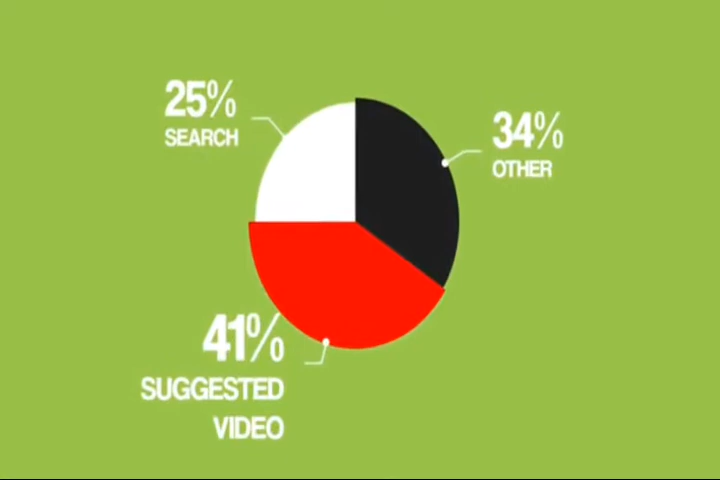 25%
SEARCH
34%
OTHER
41%
SUGGESTED
VIDEO